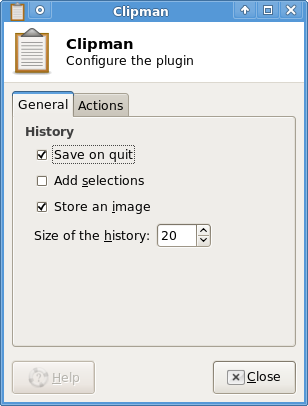 Clipman
Clipman
Configure the plugin
General Actions
History
Save on quit
Add selections
Store an image
Size of the history: 20
Help Close